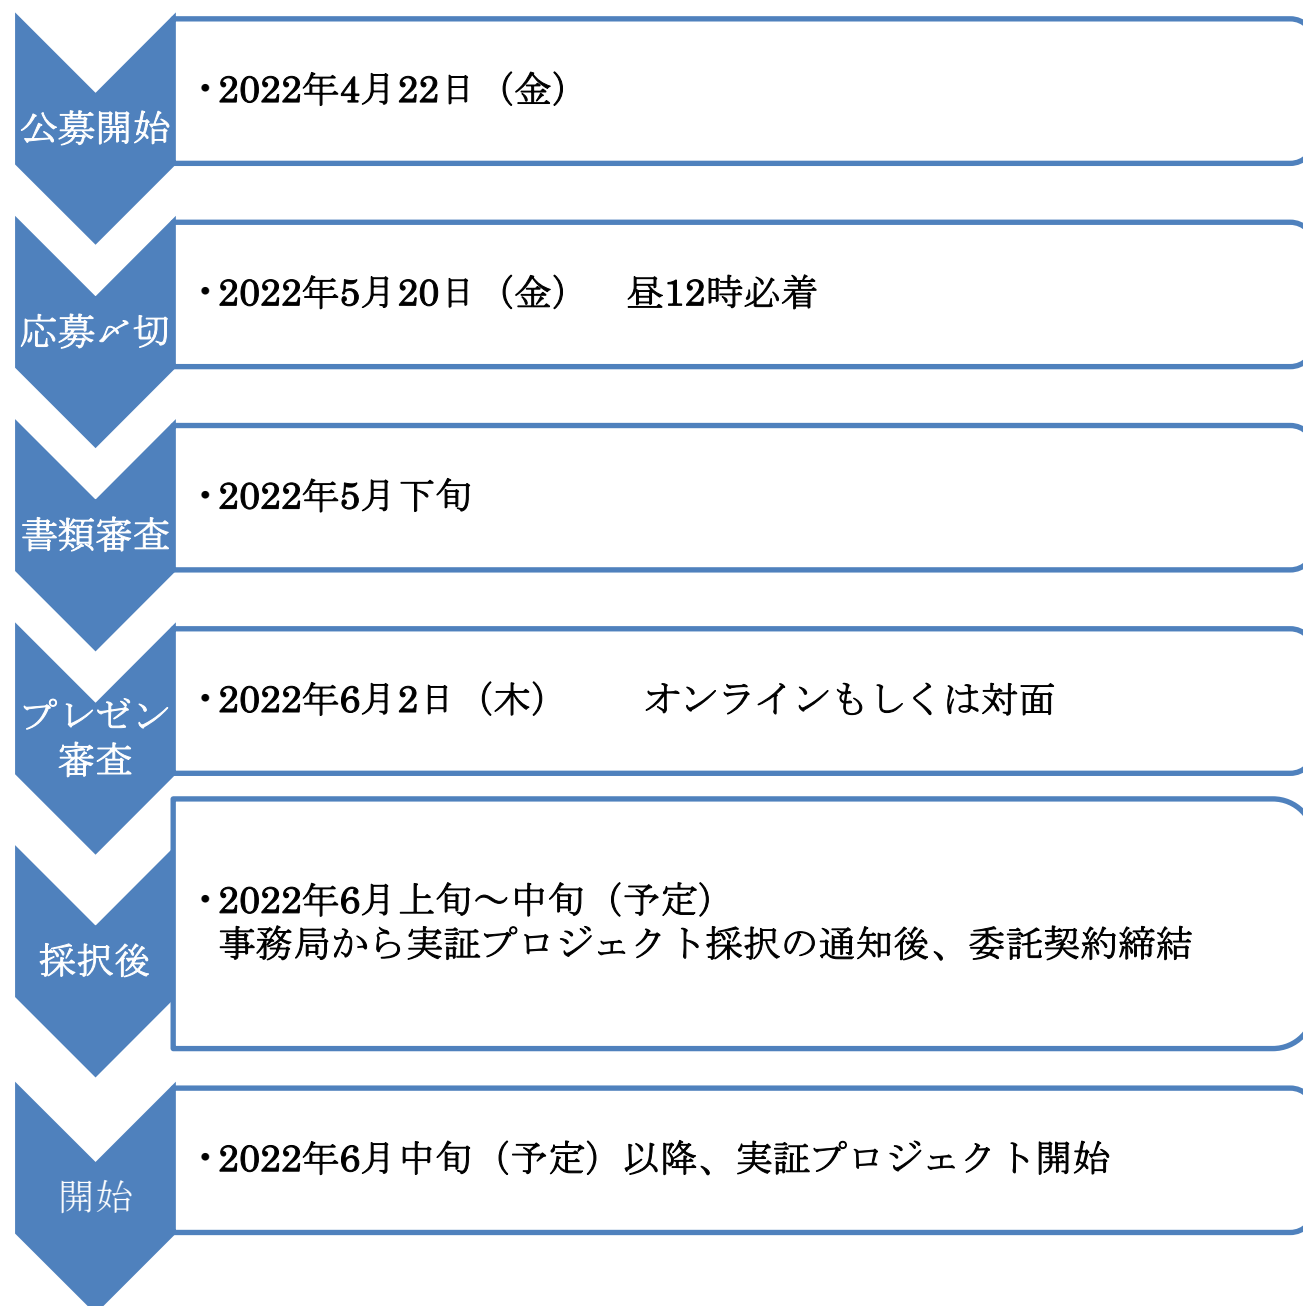 公募開始
・2022年4月22日（金）
応募〆切
・2022年5月20日（金）　昼12時必着
書類審査
・2022年5月下旬
プレゼン
審査
・2022年6月2日（木）　　オンラインもしくは対面
採択後
・2022年6月上旬～中旬（予定）
事務局から実証プロジェクト採択の通知後、委託契約締結
開始
・2022年6月中旬（予定）以降、実証プロジェクト開始